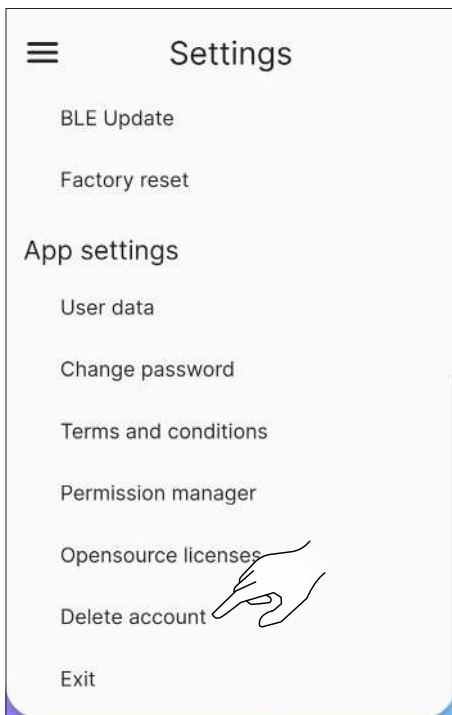 Settings
BLE Update
Factory reset
App settings
User data
Change password
Terms and conditions
Permission manager
Opensource licenses
Delete account
Exit